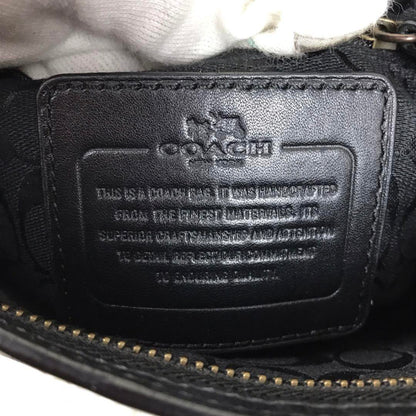 COACH
THIS IS A COACH BAG. IT WAS HANDCRAFTED
FROM THE FINEST MATERIALS. ITS
SUPERIOR CRAFTSMANSHIP AND ATTENTION
TO DETAIL REFLECT OUR COMMITMENT
TO ENDURING QUALITY.